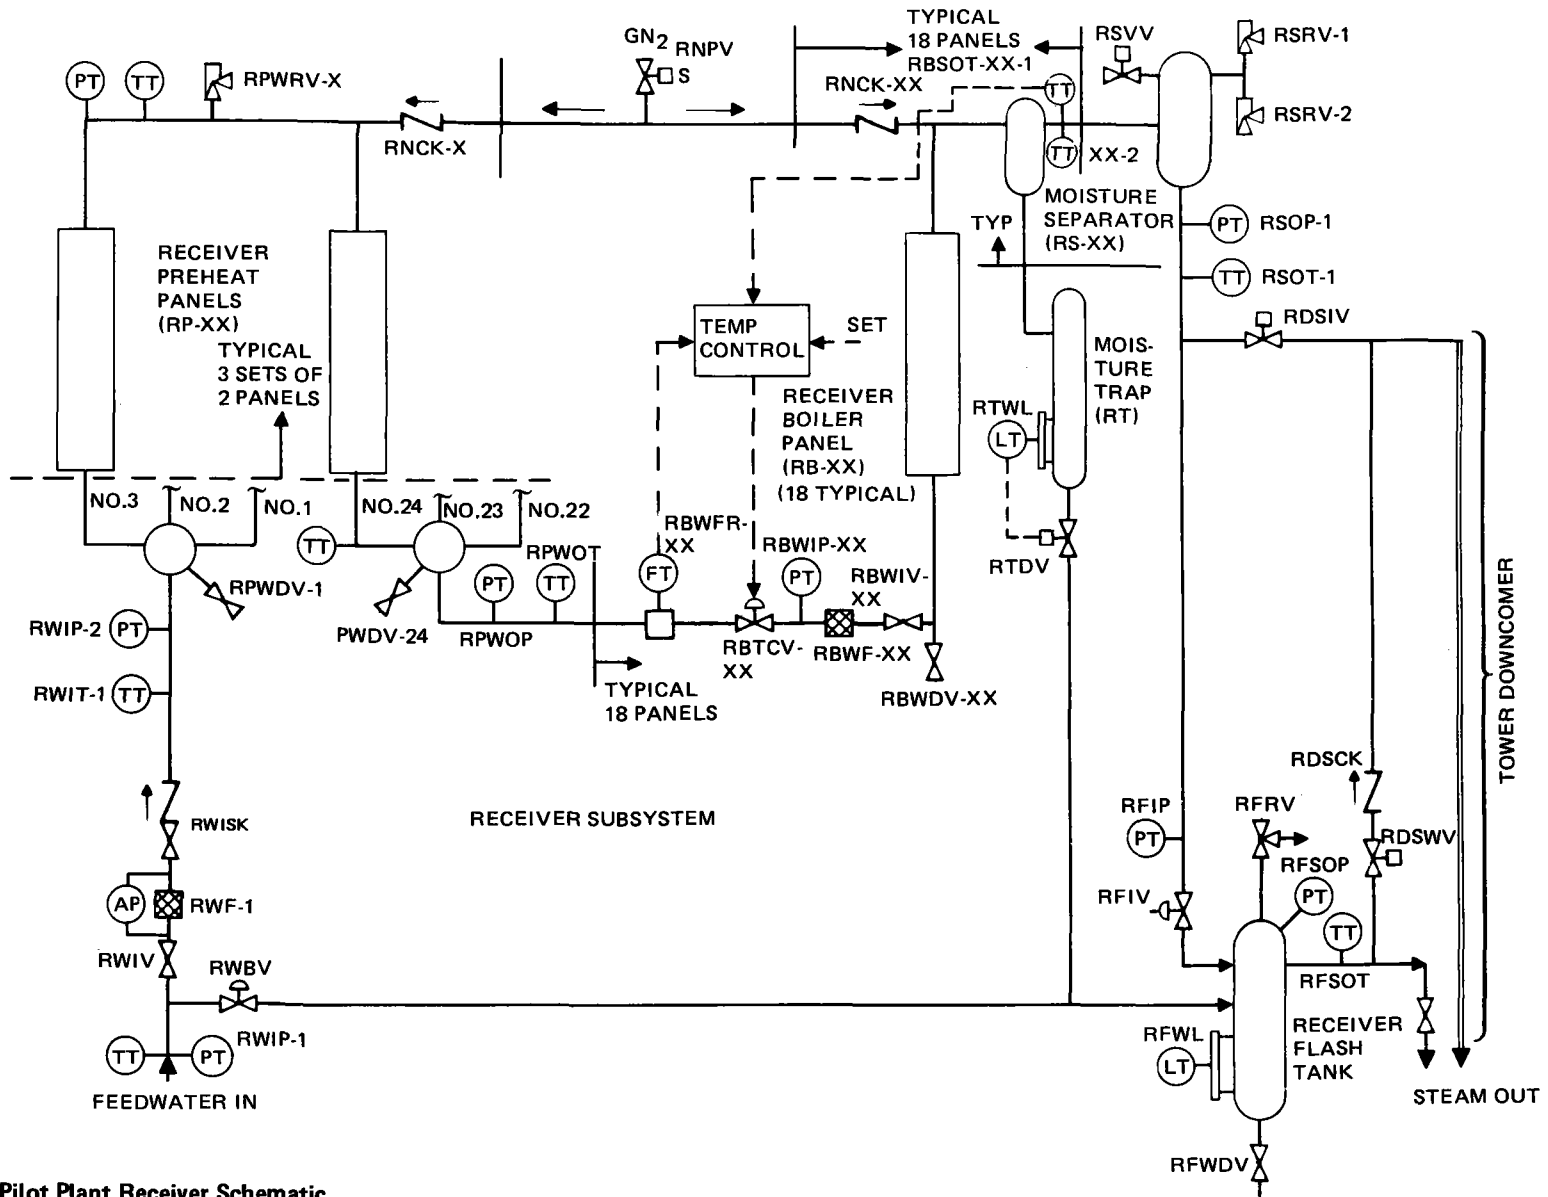 TYPICAL
18 PANELS
RBSOT-XX-1
GN2
RNPV
S
RSVV
RSRV-1
RSRV-2
PT
TT
RPWRV-X
RNCK-X
RNCK-XX
TT
TT
XX-2
MOISTURE
SEPARATOR
(RS-XX)
TYP
PT
RSOP-1
TT
RSOT-1
RECEIVER
PREHEAT
PANELS
(RP-XX)
TYPICAL
3 SETS OF
2 PANELS
TEMP
CONTROL
SET
RDSIV
MOIS-
TURE
TRAP
(RT)
RECEIVER
BOILER
PANEL
(RB-XX)
(18 TYPICAL)
RTWL
LT
RTDV
NO.3
NO.2
NO.1
NO.24
NO.23
NO.22
TT
RPWDV-1
PWDV-24
PT
RPWOP
RPWOT
TT
RBWFR-
XX
FT
RBWIP-XX
PT
RBTCV-
XX
RBWF-XX
RBWIV-
XX
RBWDV-XX
TYPICAL
18 PANELS
TOWER DOWNCOMER
RWIP-2
PT
RWIT-1
TT
RWISK
RECEIVER SUBSYSTEM
AP
RWF-1
RWIV
RWBV
RWIP-1
TT
PT
FEEDWATER IN
RFIP
PT
RFIV
RFRV
RFSOP
PT
TT
RFSOT
RDSCK
RDSWV
RFWL
LT
RECEIVER
FLASH
TANK
STEAM OUT
RFWDV
Pilot Plant Receiver Schematic